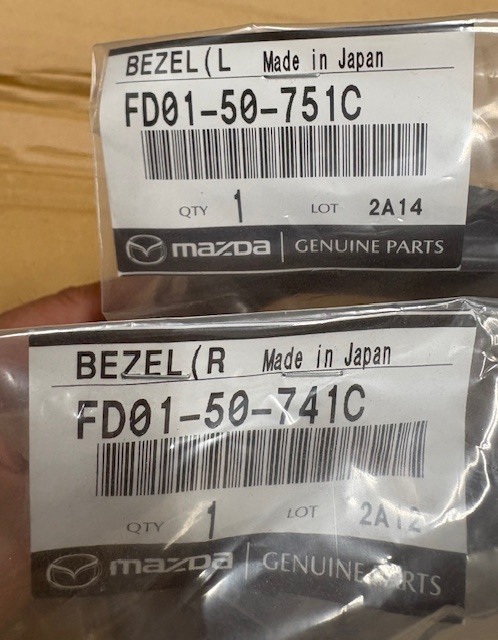 BEZEL(L Made in Japan
FD01-50-751C
QTY 1 LOT 2A14
mazda GENUINE PARTS
BEZEL(R Made in Japan
FD01-50-741C
QTY 1 LOT 2A12
mazda GENUINE PARTS